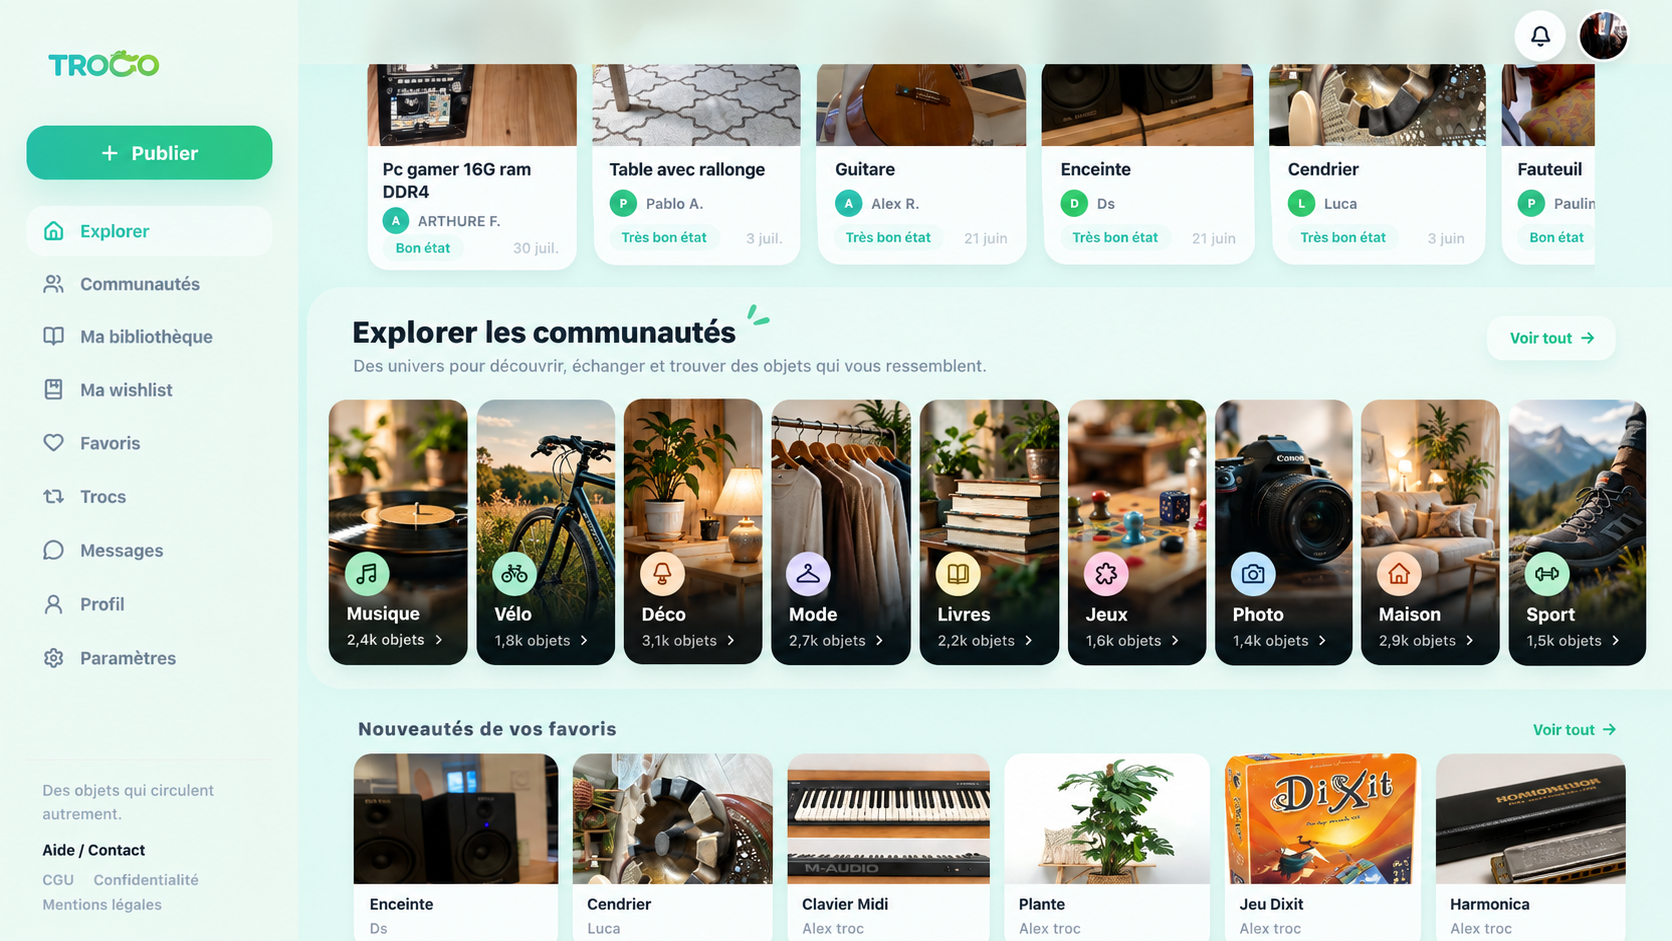 TROCO
+ Publier
Explorer
Communautés
Ma bibliothèque
Ma wishlist
Favoris
Trocs
Messages
Profil
Paramètres
Des objets qui circulent
autrement.
Aide / Contact
CGU Confidentialité
Mentions légales
Pc gamer 16G ram
DDR4
A ARTHURE F.
Bon état 30 juil.
Table avec rallonge
P Pablo A.
Très bon état 3 juil.
Guitare
A Alex R.
Très bon état 21 juin
Enceinte
D Ds
Très bon état 21 juin
Cendrier
L Luca
Très bon état 3 juin
Fauteuil
P Paulin
Bon état
Explorer les communautés
Voir tout →
Des univers pour découvrir, échanger et trouver des objets qui vous ressemblent.
Musique
2,4k objets >
Vélo
1,8k objets >
Déco
3,1k objets >
Mode
2,7k objets >
Livres
2,2k objets >
Jeux
1,6k objets >
Canon
Photo
1,4k objets >
Maison
2,9k objets >
Sport
1,5k objets >
Nouveautés de vos favoris
Voir tout →
Enceinte
Ds
Cendrier
Luca
M-AUDIO
Clavier Midi
Alex troc
Plante
Alex troc
DiXit
Jeu Dixit
Alex troc
Harmonica
Alex troc